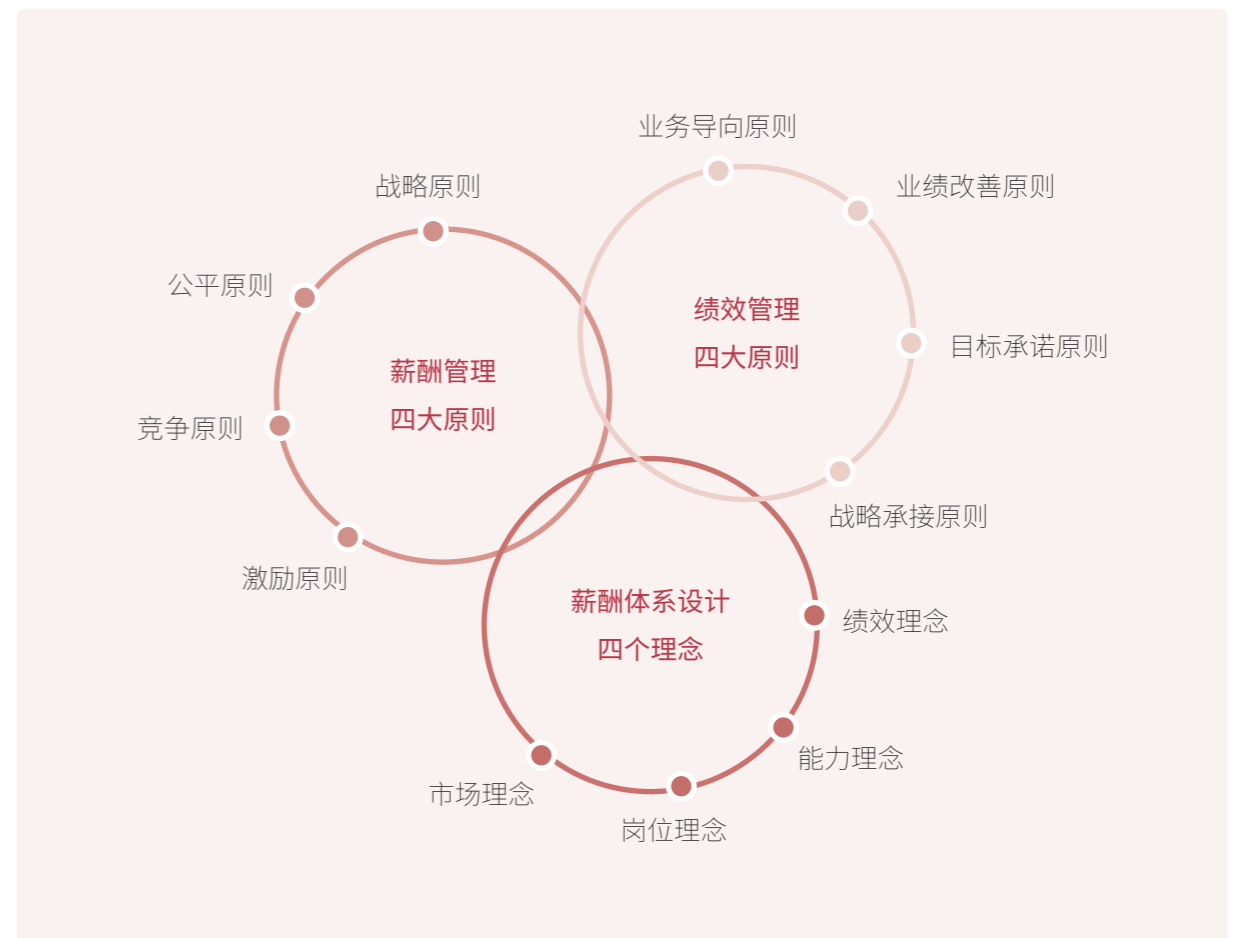 业务导向原则
战略原则
业绩改善原则
公平原则
绩效管理
四大原则
目标承诺原则
薪酬管理
四大原则
竞争原则
战略承接原则
激励原则
薪酬体系设计
四个理念
绩效理念
能力理念
市场理念
岗位理念